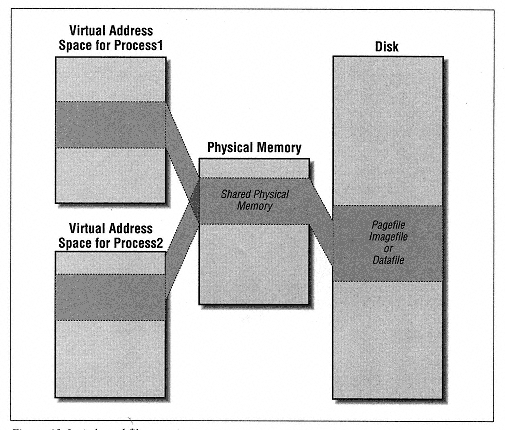 Virtual Address
Space for Process1
Disk
Physical Memory
Shared Physical
Memory
Virtual Address
Space for Process2
Pagefile
Imagefile
or
Datafile